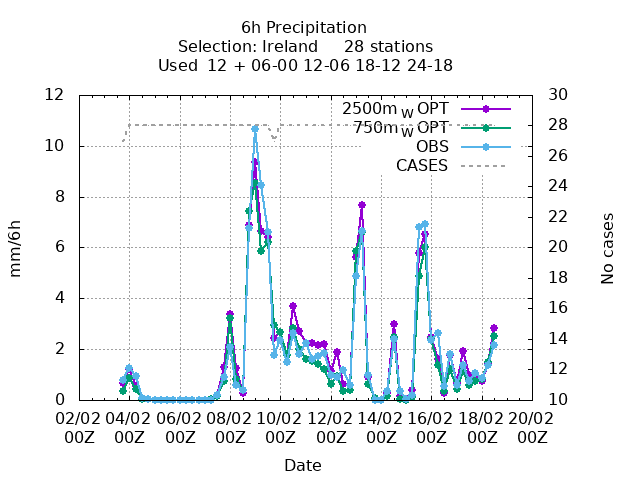 6h Precipitation
Selection: Ireland 28 stations
Used 12 + 06-00 12-06 18-12 24-18
12 30
10 28
8 26
6 24
4 22
2 20
0 18
16
14
12
10
2500m W OPT
750m W OPT
OBS
CASES
mm/6h
No cases
02/02 04/02 06/02 08/02 10/02 12/02 14/02 16/02 18/02 20/02
00Z 00Z 00Z 00Z 00Z 00Z 00Z 00Z 00Z 00Z
Date